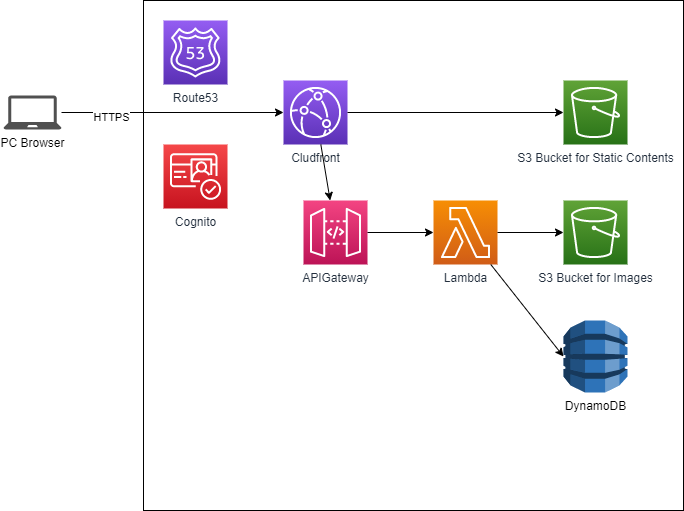 53
Route53
HTTPS
PC Browser
Cludfront
S3 Bucket for Static Contents
Cognito
APIGateway
Lambda
S3 Bucket for Images
DynamoDB